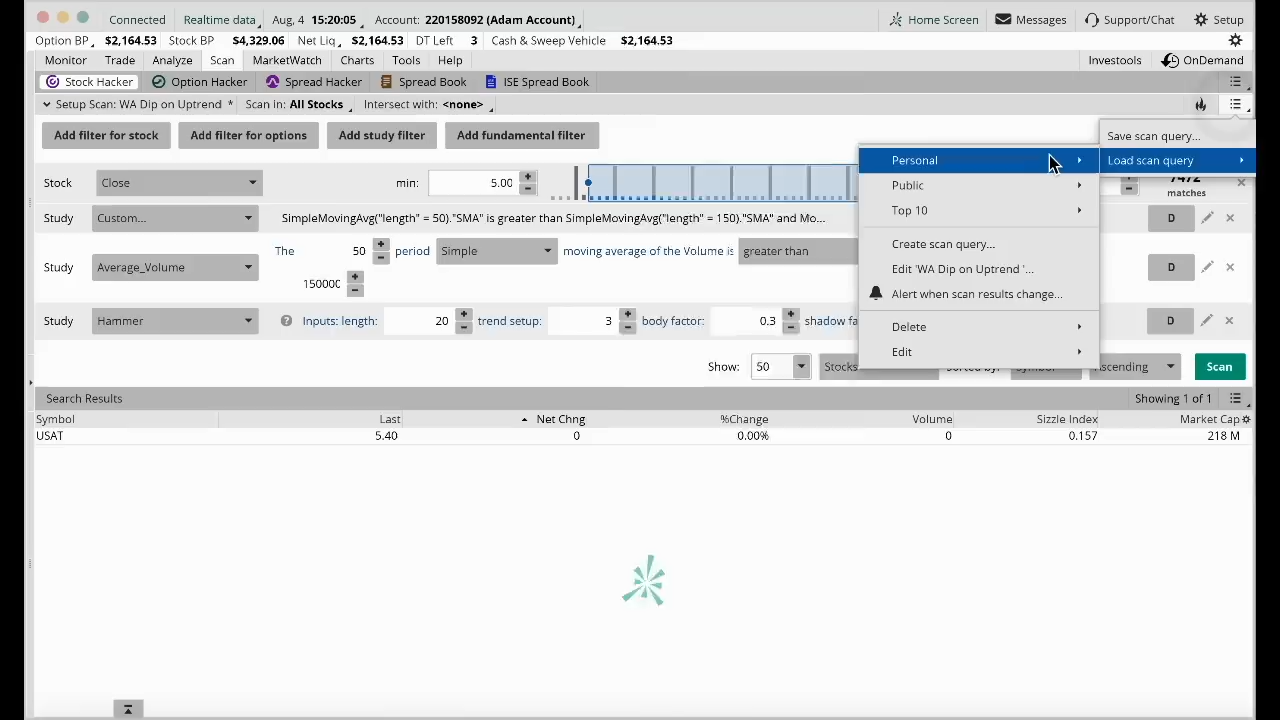 Connected Realtime data Aug, 4 15:20:05 Account: 220158092 (Adam Account) Home Screen Messages Support/Chat Setup
Option BP $2,164.53 Stock BP $4,329.06 Net Liq $2,164.53 DT Left 3 Cash & Sweep Vehicle $2,164.53
Monitor Trade Analyze Scan MarketWatch Charts Tools Help Investools OnDemand
Stock Hacker Option Hacker Spread Hacker Spread Book ISE Spread Book
Setup Scan: WA Dip on Uptrend * Scan in: All Stocks Intersect with: <none>
Add filter for stock Add filter for options Add study filter Add fundamental filter
Save scan query...
Load scan query
Personal
Public
Top 10
Create scan query...
Edit 'WA Dip on Uptrend '...
Alert when scan results change...
Delete
Edit
Stock Close min: 5.00 7472
matches
Study Custom... SimpleMovingAvg("length" = 50)."SMA" is greater than SimpleMovingAvg("length" = 150)."SMA" and Mo... D
The 50 period Simple moving average of the Volume is greater than
Study Average_Volume D
15000
Study Hammer Inputs: length: 20 trend setup: 3 body factor: 0.3 shadow fa D
Show: 50 Stocks Sorted by: Symbol Ascending Scan
Search Results Showing 1 of 1
Symbol Last Net Chng %Change Volume Sizzle Index Market Cap
USAT 5.40 0 0.00% 0 0.157 218 M